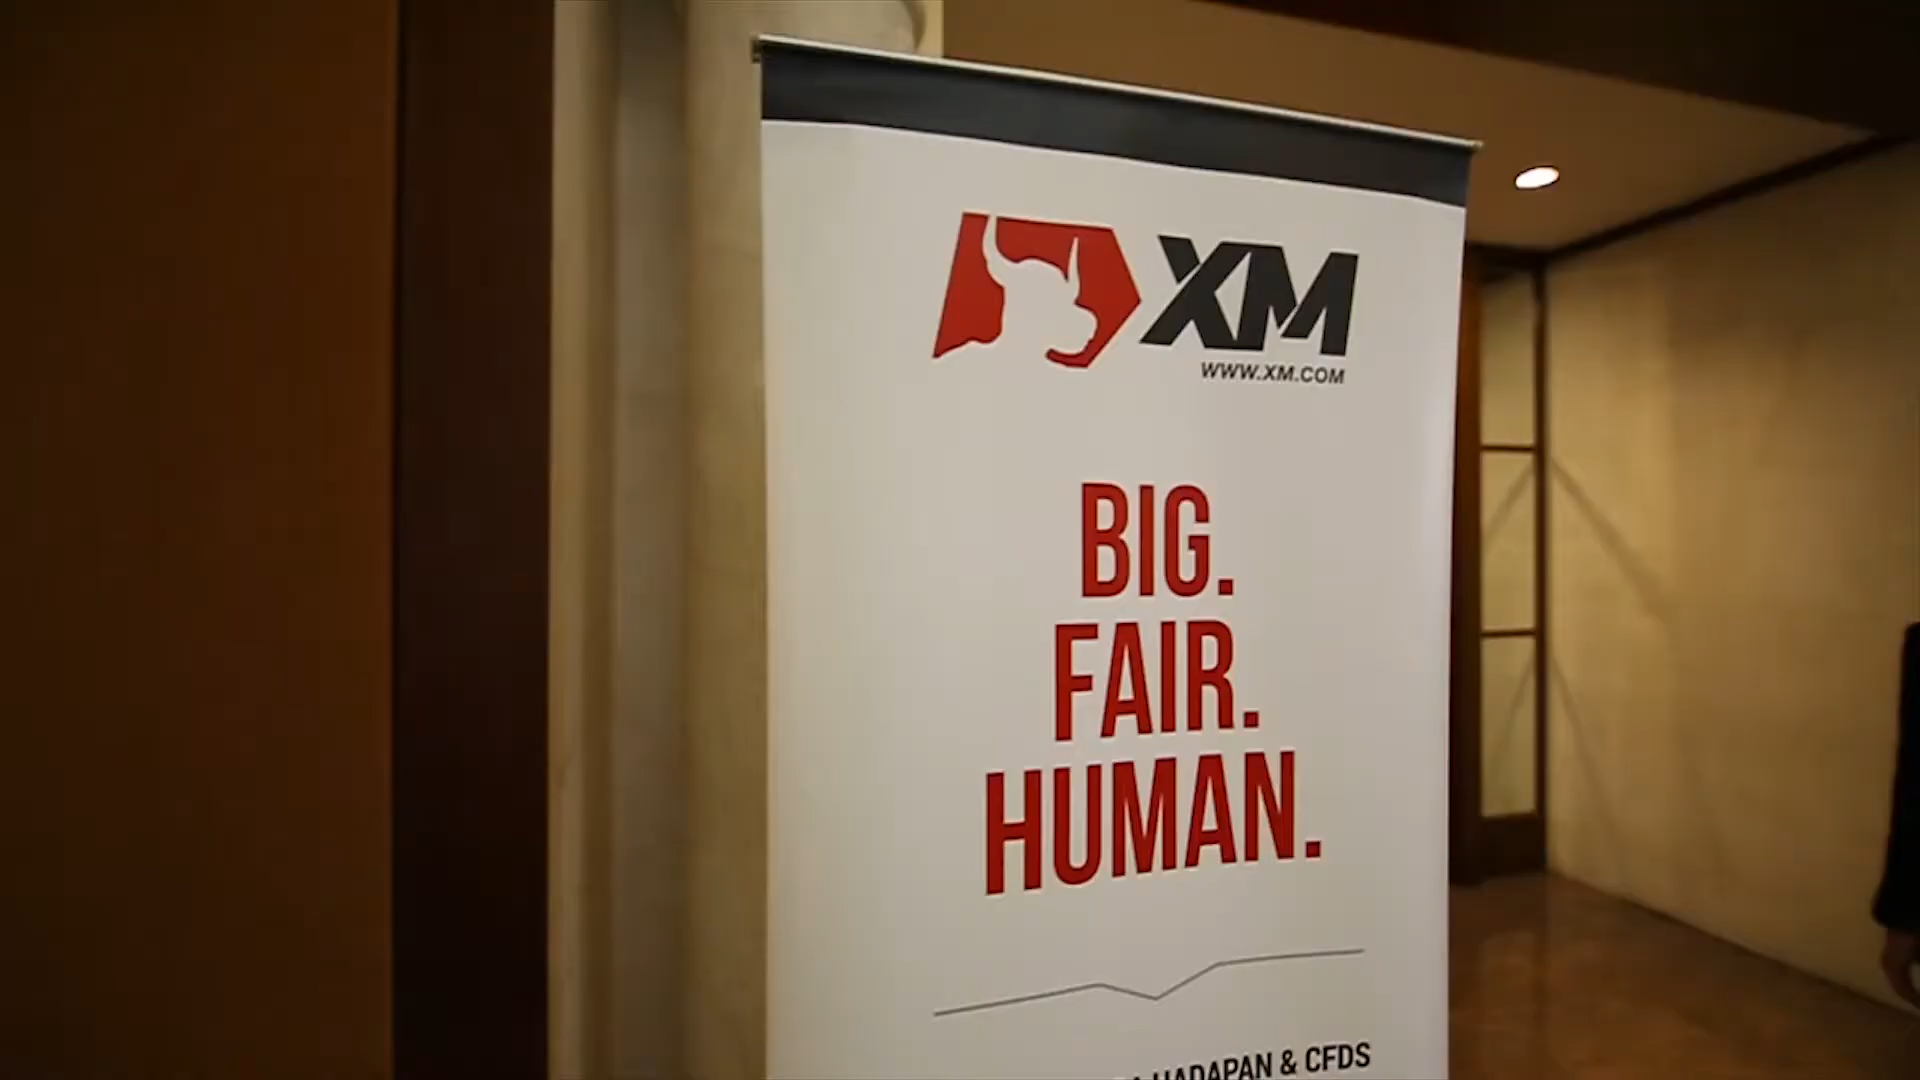 XM
WWW.XM.COM
BIG.
FAIR.
HUMAN.
HADAPAN & CFDS